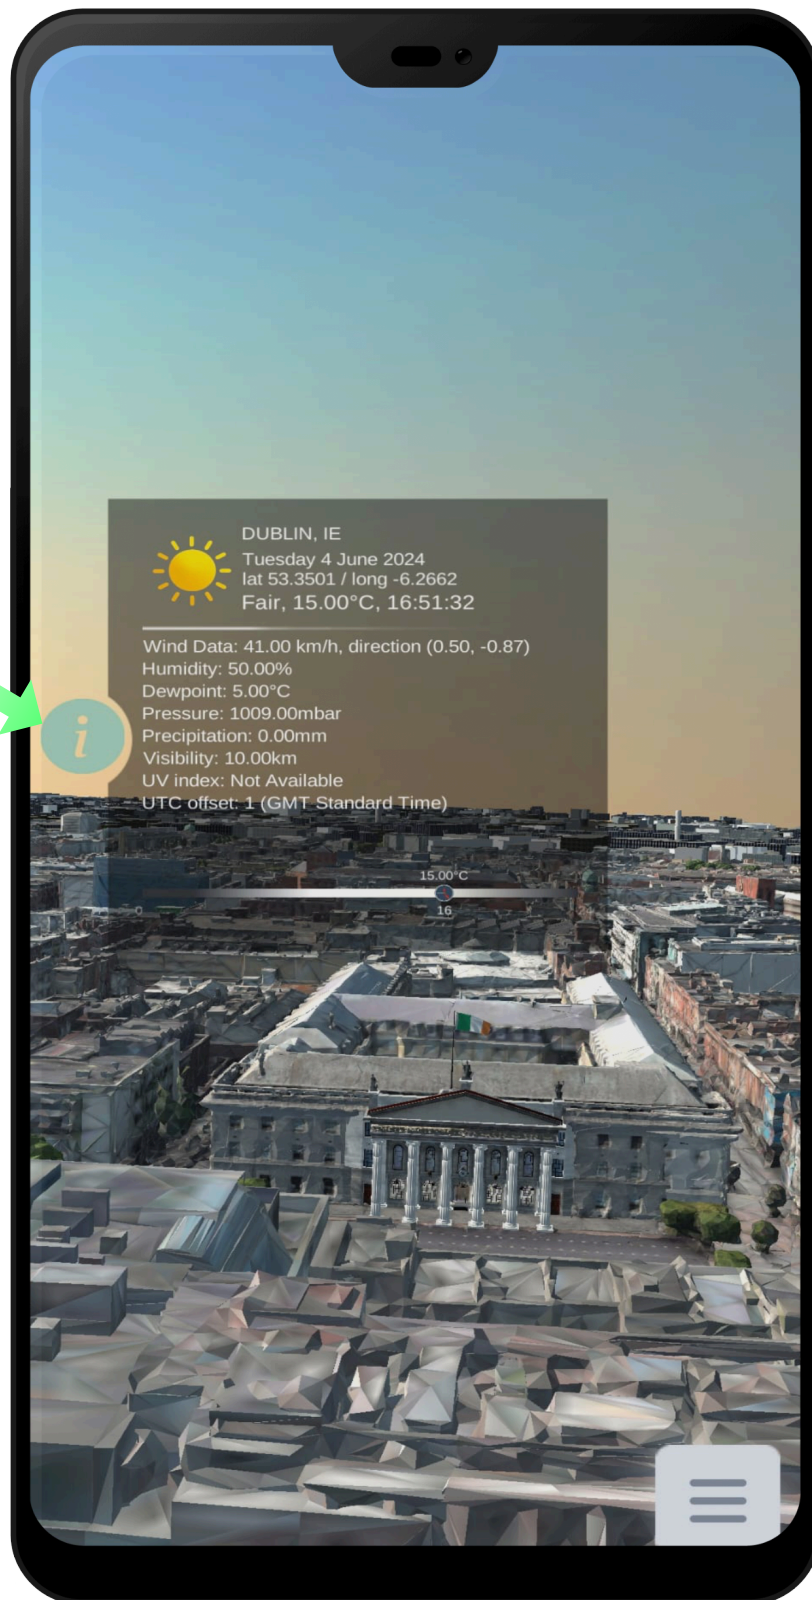 DUBLIN, IE
Tuesday 4 June 2024
lat 53.3501 / long -6.2662
Fair, 15.00°C, 16:51:32
Wind Data: 41.00 km/h, direction (0.50, -0.87)
Humidity: 50.00%
Dewpoint: 5.00°C
i
Pressure: 1009.00mbar
Precipitation: 0.00mm
Visibility: 10.00km
UV index: Not Available
UTC offset: 1 (GMT Standard Time)
15.00°C
0
16